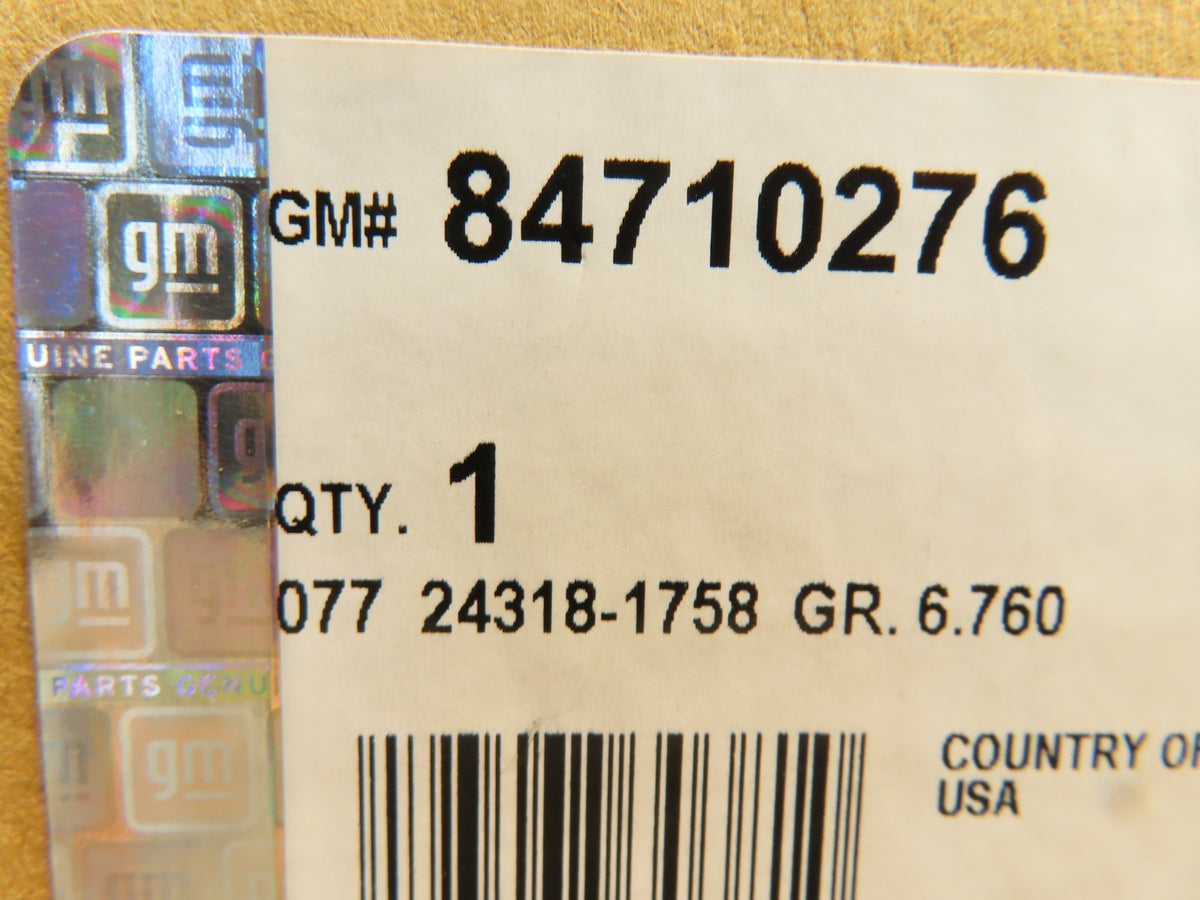 GM# 84710276
gm
UINE PARTS G
gm
QTY. 1
gm
077 24318-1758 GR. 6.760
PARTS GENU
gm
COUNTRY OF
USA